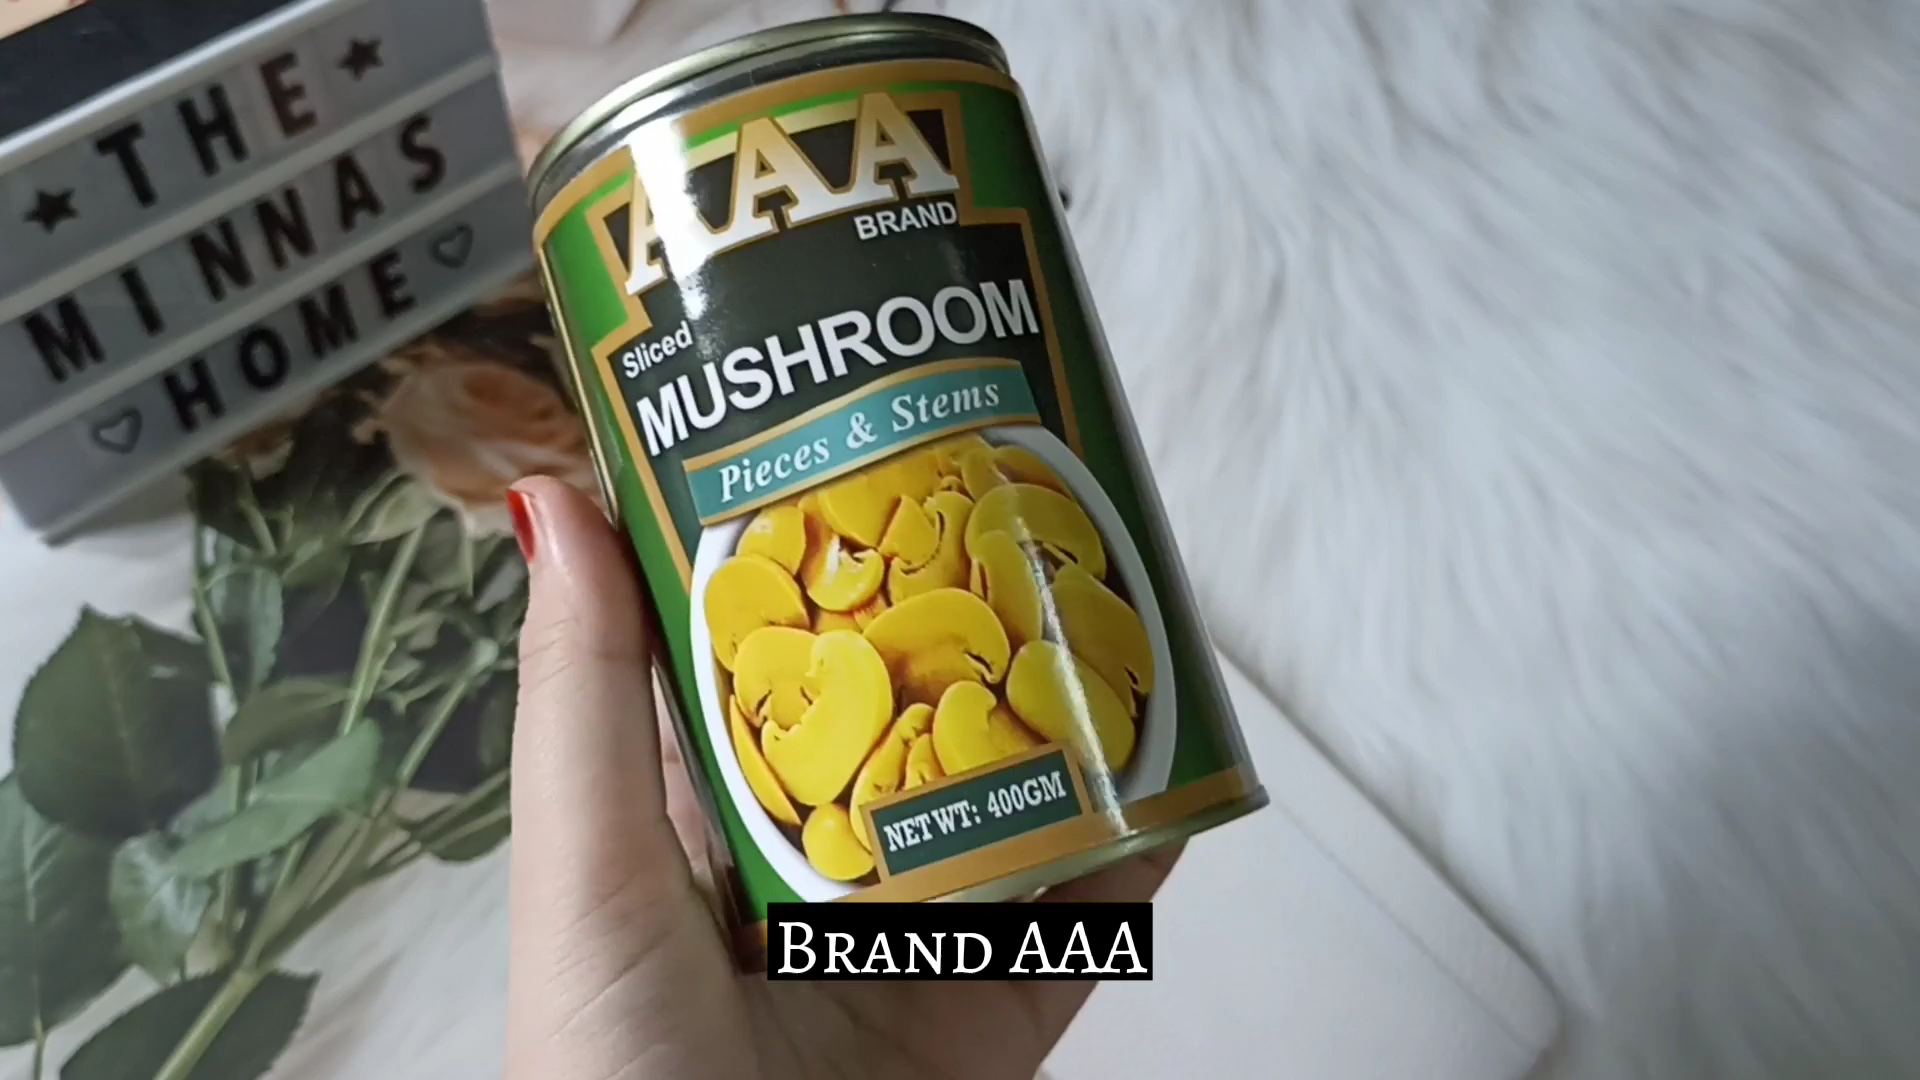 ★ THE ★
MINNAS
♡ HOME ♡
AAA
BRAND
Sliced
MUSHROOM
Pieces & Stems
NET WT: 400GM
BRAND AAA